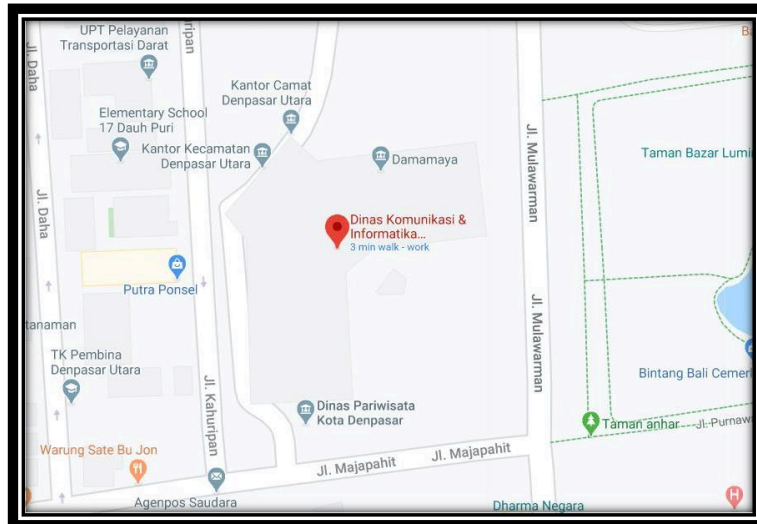 UPT Pelayanan
Transportasi Darat
ripan
Jl. Daha
Kantor Camat
Denpasar Utara
Elementary School
17 Dauh Puri
Kantor Kecamatan
Denpasar Utara
Damamaya
Jl. Mulawarman
Taman Bazar Lumi
Jl. Daha
Dinas Komunikasi &
Informatika...
3 min walk - work
Putra Ponsel
Jl. Mulawarman
tanaman
TK Pembina
Denpasar Utara
Jl. Kahuripan
Bintang Bali Cemerl
Dinas Pariwisata
Kota Denpasar
Taman anhar
Jl. Purnaw
Warung Sate Bu Jon
Jl. Majapahit
Jl. Majapahit
Agenpos Saudara
Dharma Negara
H